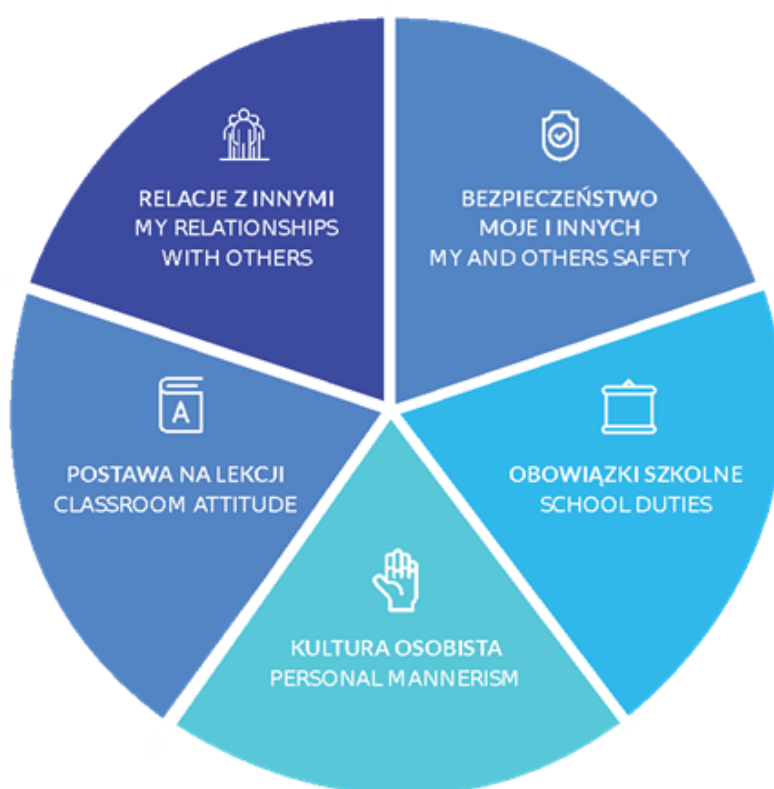 RELACJE Z INNYMI
MY RELATIONSHIPS
WITH OTHERS
BEZPIECZEŃSTWO
MOJE I INNYCH
MY AND OTHERS SAFETY
A
POSTAWA NA LEKCJI
CLASSROOM ATTITUDE
OBOWIĄZKI SZKOLNE
SCHOOL DUTIES
KULTURA OSOBISTA
PERSONAL MANNERISM